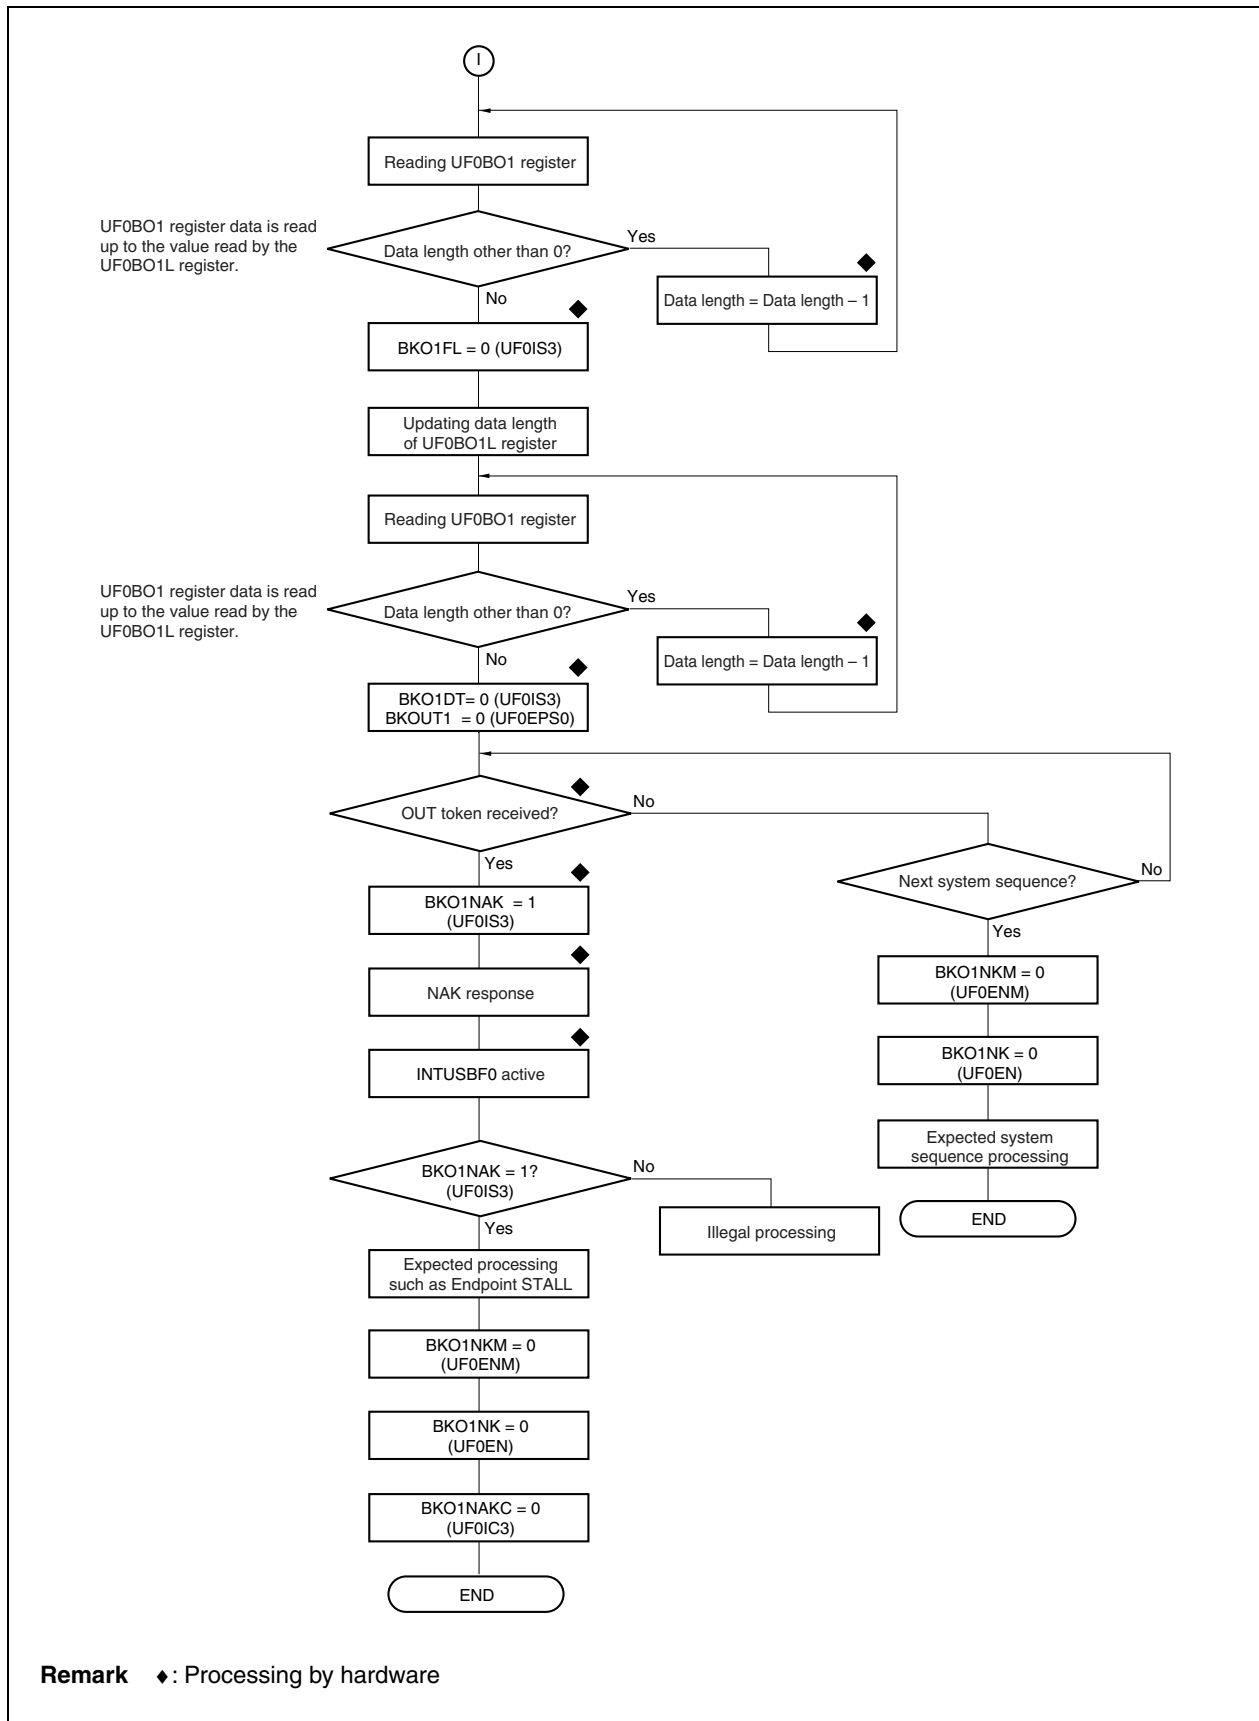 I
Reading UF0BO1 register
UF0BO1 register data is read
up to the value read by the
UF0BO1L register.
Data length other than 0?
Yes
Data length = Data length – 1
No
BKO1FL = 0 (UF0IS3)
Updating data length
of UF0BO1L register
Reading UF0BO1 register
UF0BO1 register data is read
up to the value read by the
UF0BO1L register.
Data length other than 0?
Yes
Data length = Data length – 1
No
BKO1DT= 0 (UF0IS3)
BKOUT1 = 0 (UF0EPS0)
OUT token received?
No
Yes
Next system sequence?
No
Yes
BKO1NAK = 1
(UF0IS3)
NAK response
INTUSBF0 active
BKO1NKM = 0
(UF0ENM)
BKO1NK = 0
(UF0EN)
Expected system
sequence processing
END
BKO1NAK = 1?
(UF0IS3)
No
Illegal processing
Yes
Expected processing
such as Endpoint STALL
BKO1NKM = 0
(UF0ENM)
BKO1NK = 0
(UF0EN)
BKO1NAKC = 0
(UF0IC3)
END
Remark ♦: Processing by hardware